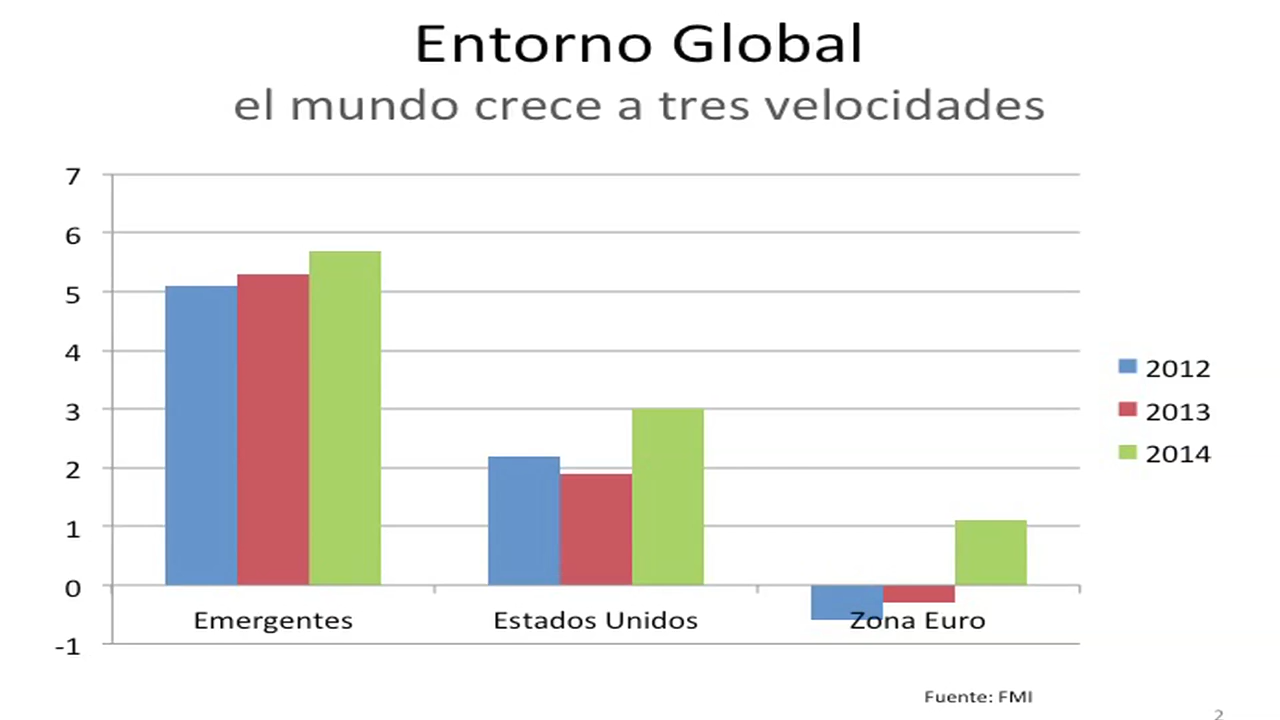 Entorno Global
el mundo crece a tres velocidades
7
6
5
4
3
2
1
0
-1
Emergentes
Estados Unidos
Zona Euro
2012
2013
2014
Fuente: FMI
2